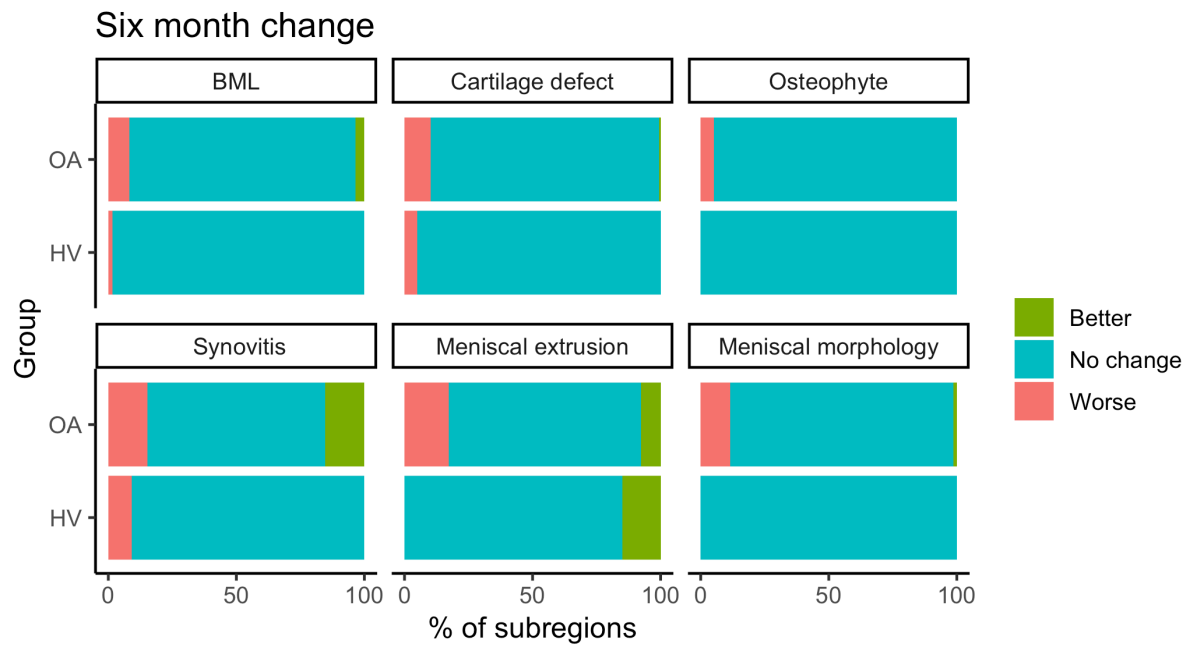 Six month change
BML Cartilage defect Osteophyte
OA
HV
Synovitis Meniscal extrusion Meniscal morphology
OA
HV
0 50 100 0 50 100 0 50 100
% of subregions
Group
Better
No change
Worse